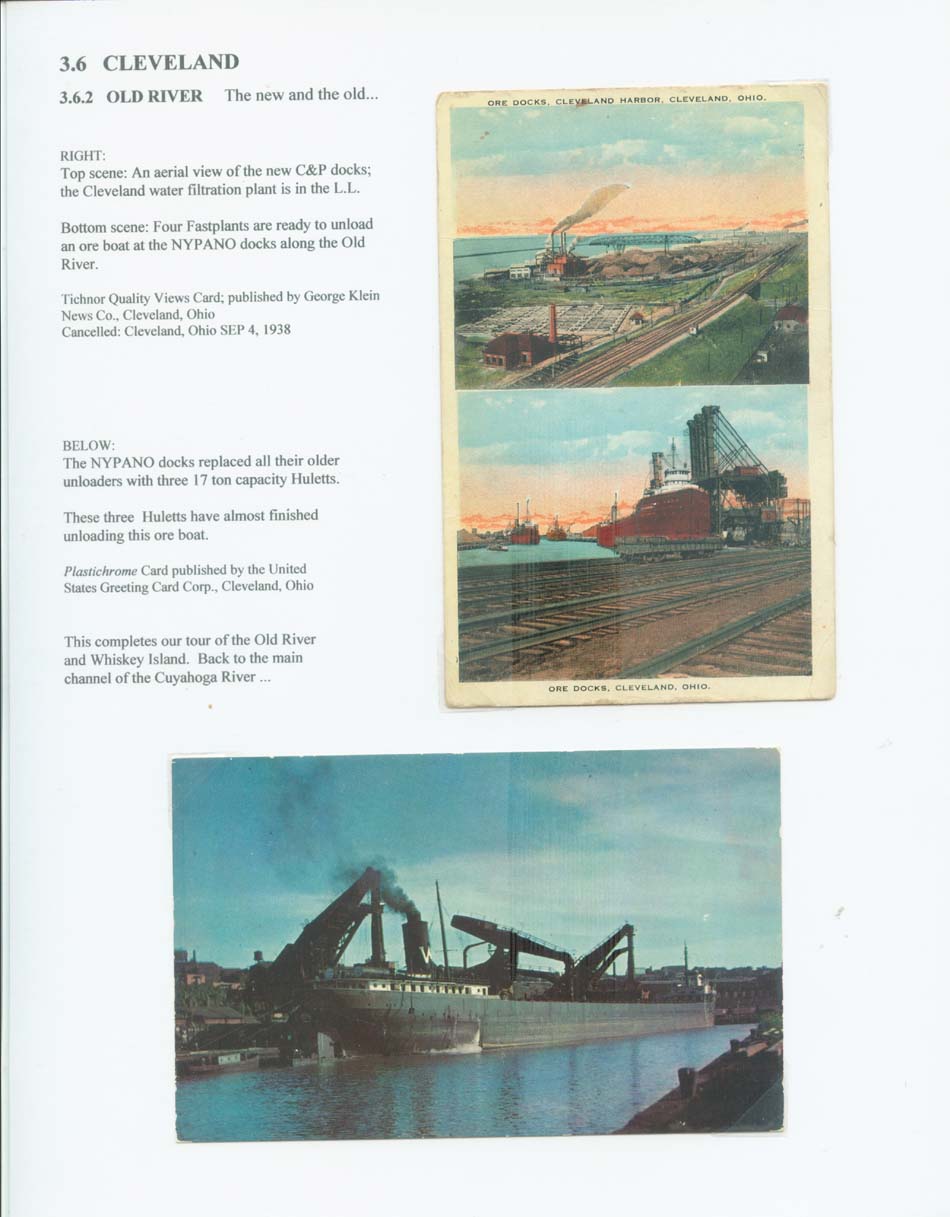 3.6 CLEVELAND
3.6.2 OLD RIVER The new and the old...
RIGHT:
Top scene: An aerial view of the new C&P docks;
the Cleveland water filtration plant is in the L.L.
Bottom scene: Four Fastplants are ready to unload
an ore boat at the NYPANO docks along the Old
River.
Tichnor Quality Views Card; published by George Klein
News Co., Cleveland, Ohio
Cancelled: Cleveland, Ohio SEP 4, 1938
ORE DOCKS, CLEVELAND HARBOR, CLEVELAND, OHIO.
ORE DOCKS, CLEVELAND, OHIO.
BELOW:
The NYPANO docks replaced all their older
unloaders with three 17 ton capacity Huletts.
These three Huletts have almost finished
unloading this ore boat.
Plastichrome Card published by the United
States Greeting Card Corp., Cleveland, Ohio
This completes our tour of the Old River
and Whiskey Island. Back to the main
channel of the Cuyahoga River ...
W